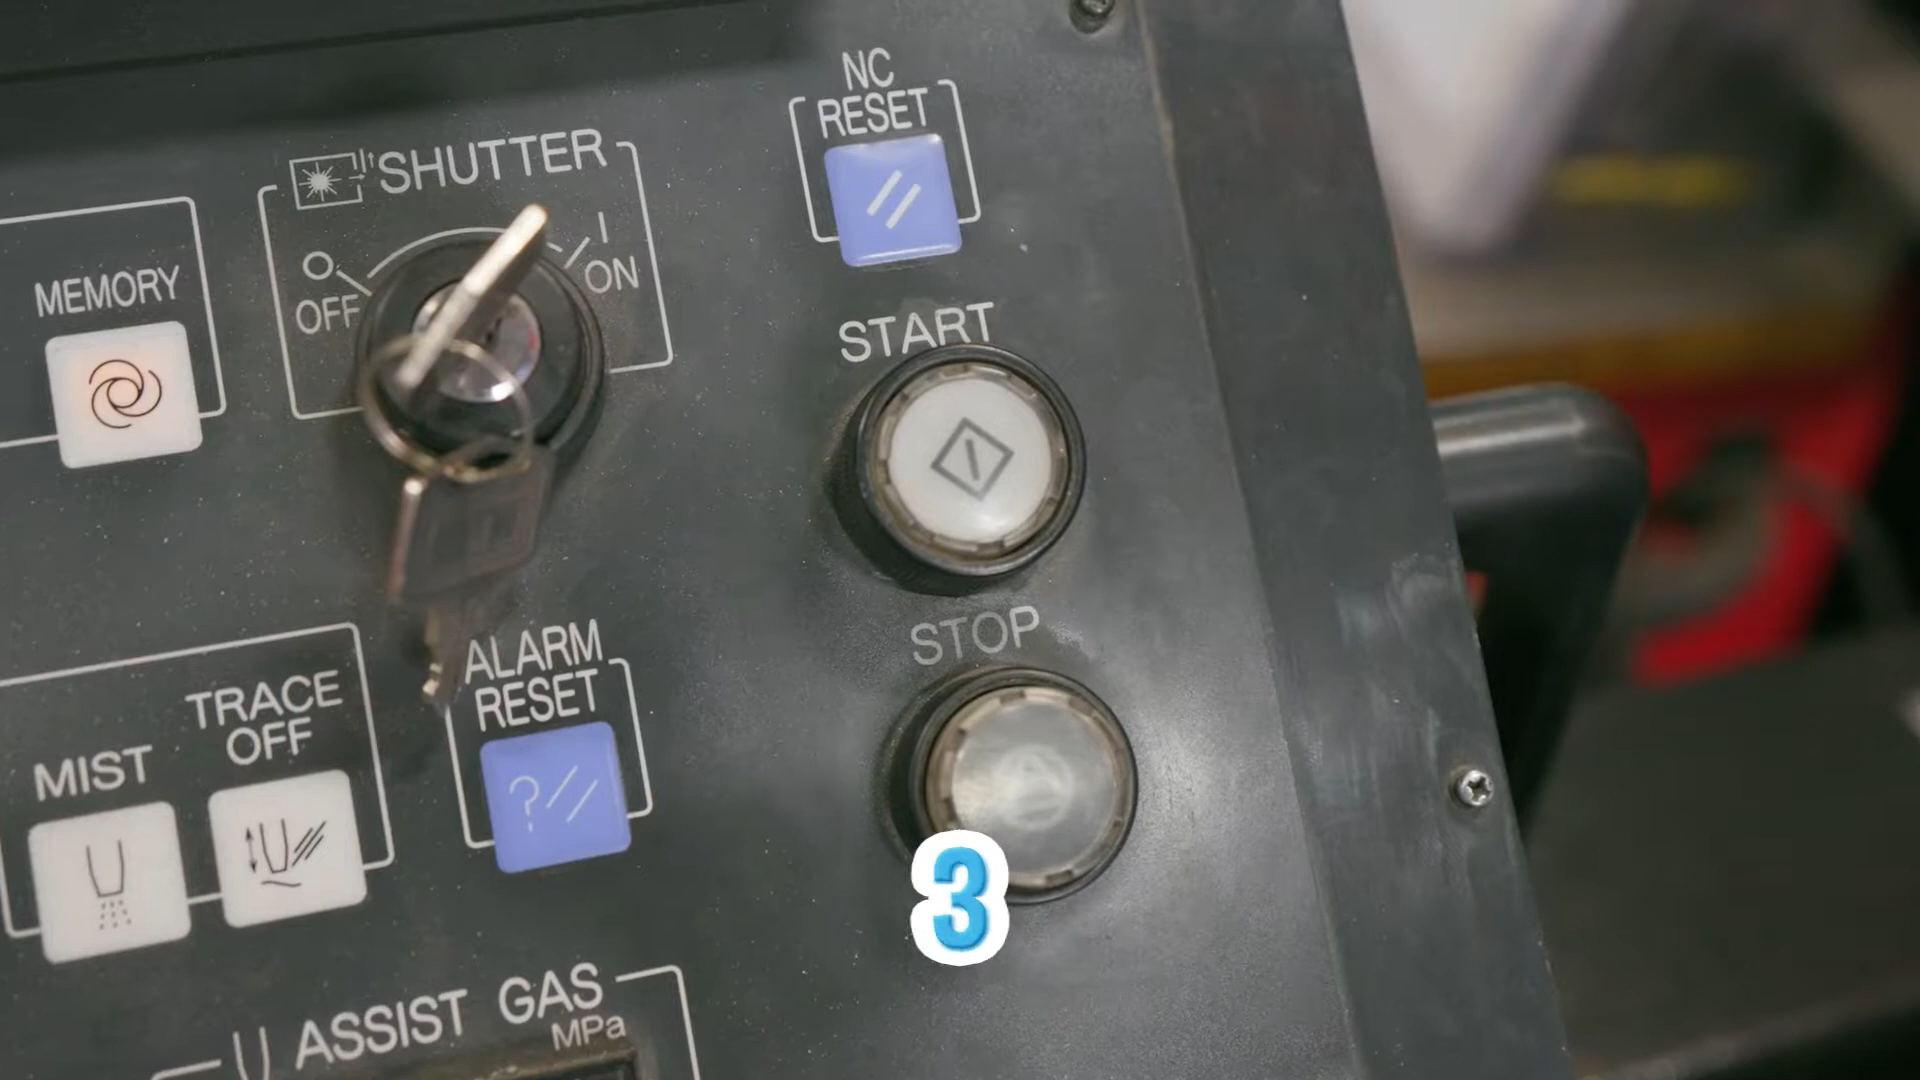 NC
RESET
SHUTTER
O
I
OFF
ON
MEMORY
START
STOP
ALARM
RESET
?//
TRACE
OFF
MIST
3
ASSIST GAS
MPa